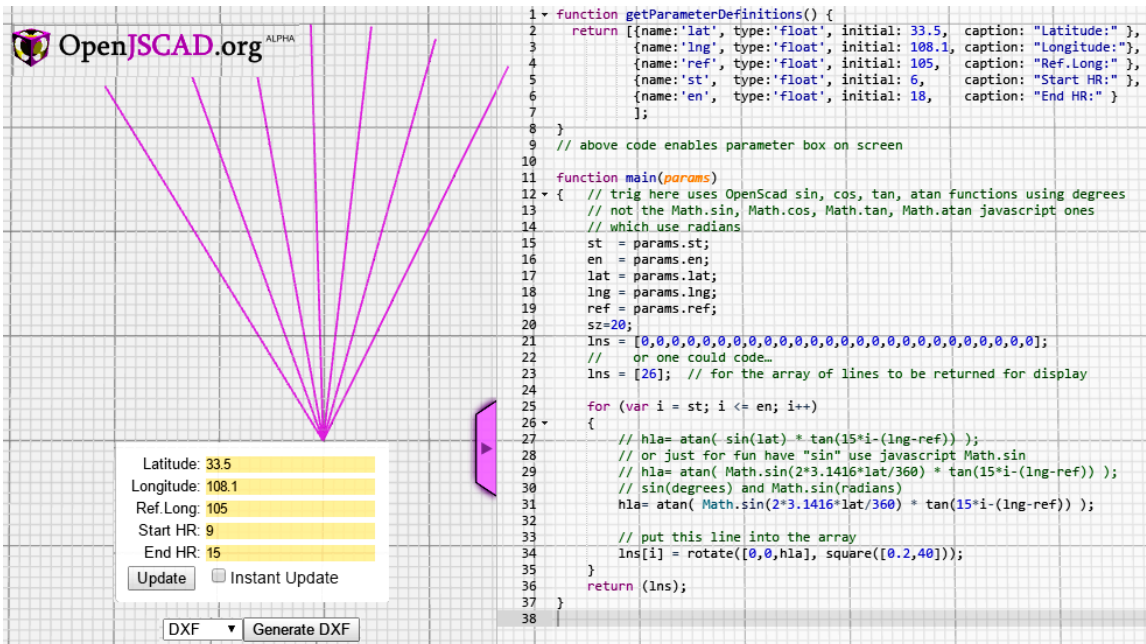 OpenJSCAD.org ALPHA
Latitude: 33.5
Longitude: 108.1
Ref.Long: 105
Start HR: 9
End HR: 15
Update Instant Update
DXF ▼ Generate DXF
1 function getParameterDefinitions() {
2 return [{name:'lat', type:'float', initial: 33.5, caption: "Latitude:" },
3 {name:'lng', type:'float', initial: 108.1, caption: "Longitude:"},
4 {name:'ref', type:'float', initial: 105, caption: "Ref.Long:" },
5 {name:'st', type:'float', initial: 6, caption: "Start HR:" },
6 {name:'en', type:'float', initial: 18, caption: "End HR:" }
7 ];
8 }
9 // above code enables parameter box on screen
10
11 function main(params)
12 { // trig here uses OpenScad sin, cos, tan, atan functions using degrees
13 // not the Math.sin, Math.cos, Math.tan, Math.atan javascript ones
14 // which use radians
15 st = params.st;
16 en = params.en;
17 lat = params.lat;
18 lng = params.lng;
19 ref = params.ref;
20 sz=20;
21 lns = [0,0,0,0,0,0,0,0,0,0,0,0,0,0,0,0,0,0,0,0,0,0,0,0,0,0];
22 // or one could code…
23 lns = [26]; // for the array of lines to be returned for display
24
25 for (var i = st; i <= en; i++)
26 {
27 // hla= atan( sin(lat) * tan(15*i-(lng-ref)) );
28 // or just for fun have "sin" use javascript Math.sin
29 // hla= atan( Math.sin(2*3.1416*lat/360) * tan(15*i-(lng-ref)) );
30 // sin(degrees) and Math.sin(radians)
31 hla= atan( Math.sin(2*3.1416*lat/360) * tan(15*i-(lng-ref)) );
32
33 // put this line into the array
34 lns[i] = rotate([0,0,hla], square([0.2,40]));
35 }
36 return (lns);
37 }
38